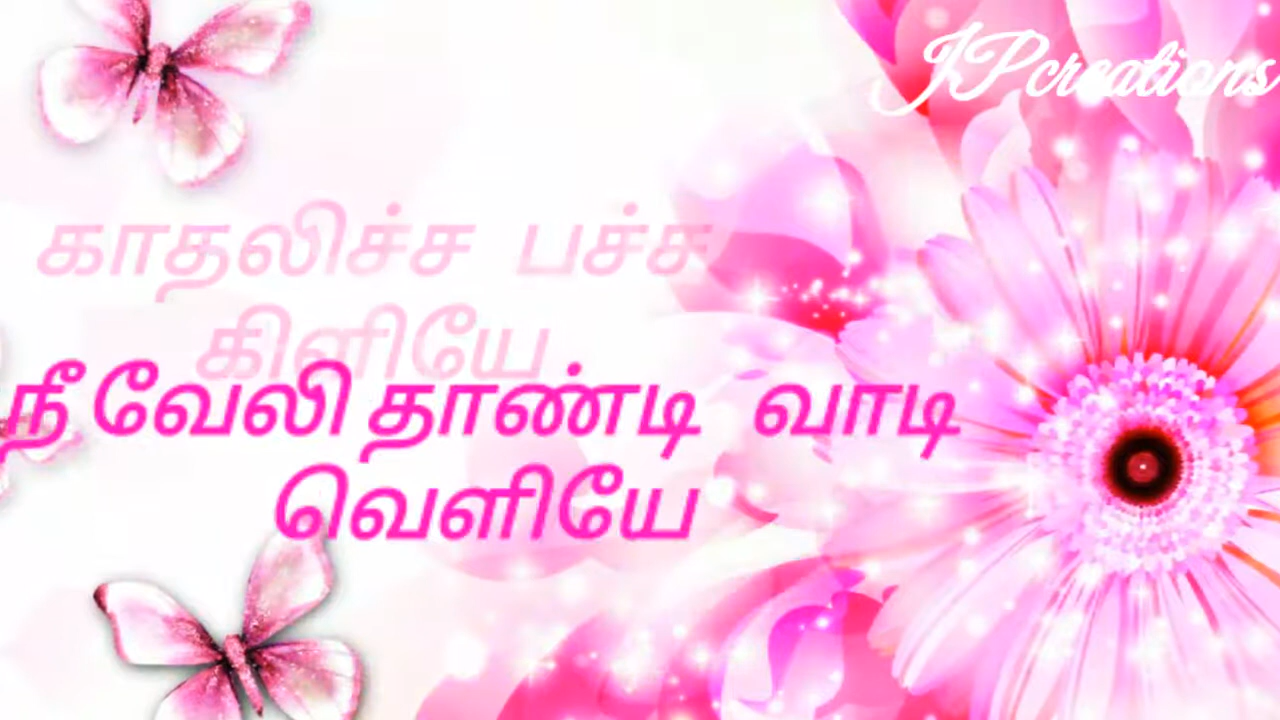 JPcreations
காதலிச்ச பச்ச
கிளியே
நீ வேலி தாண்டி வாடி
வெளியே